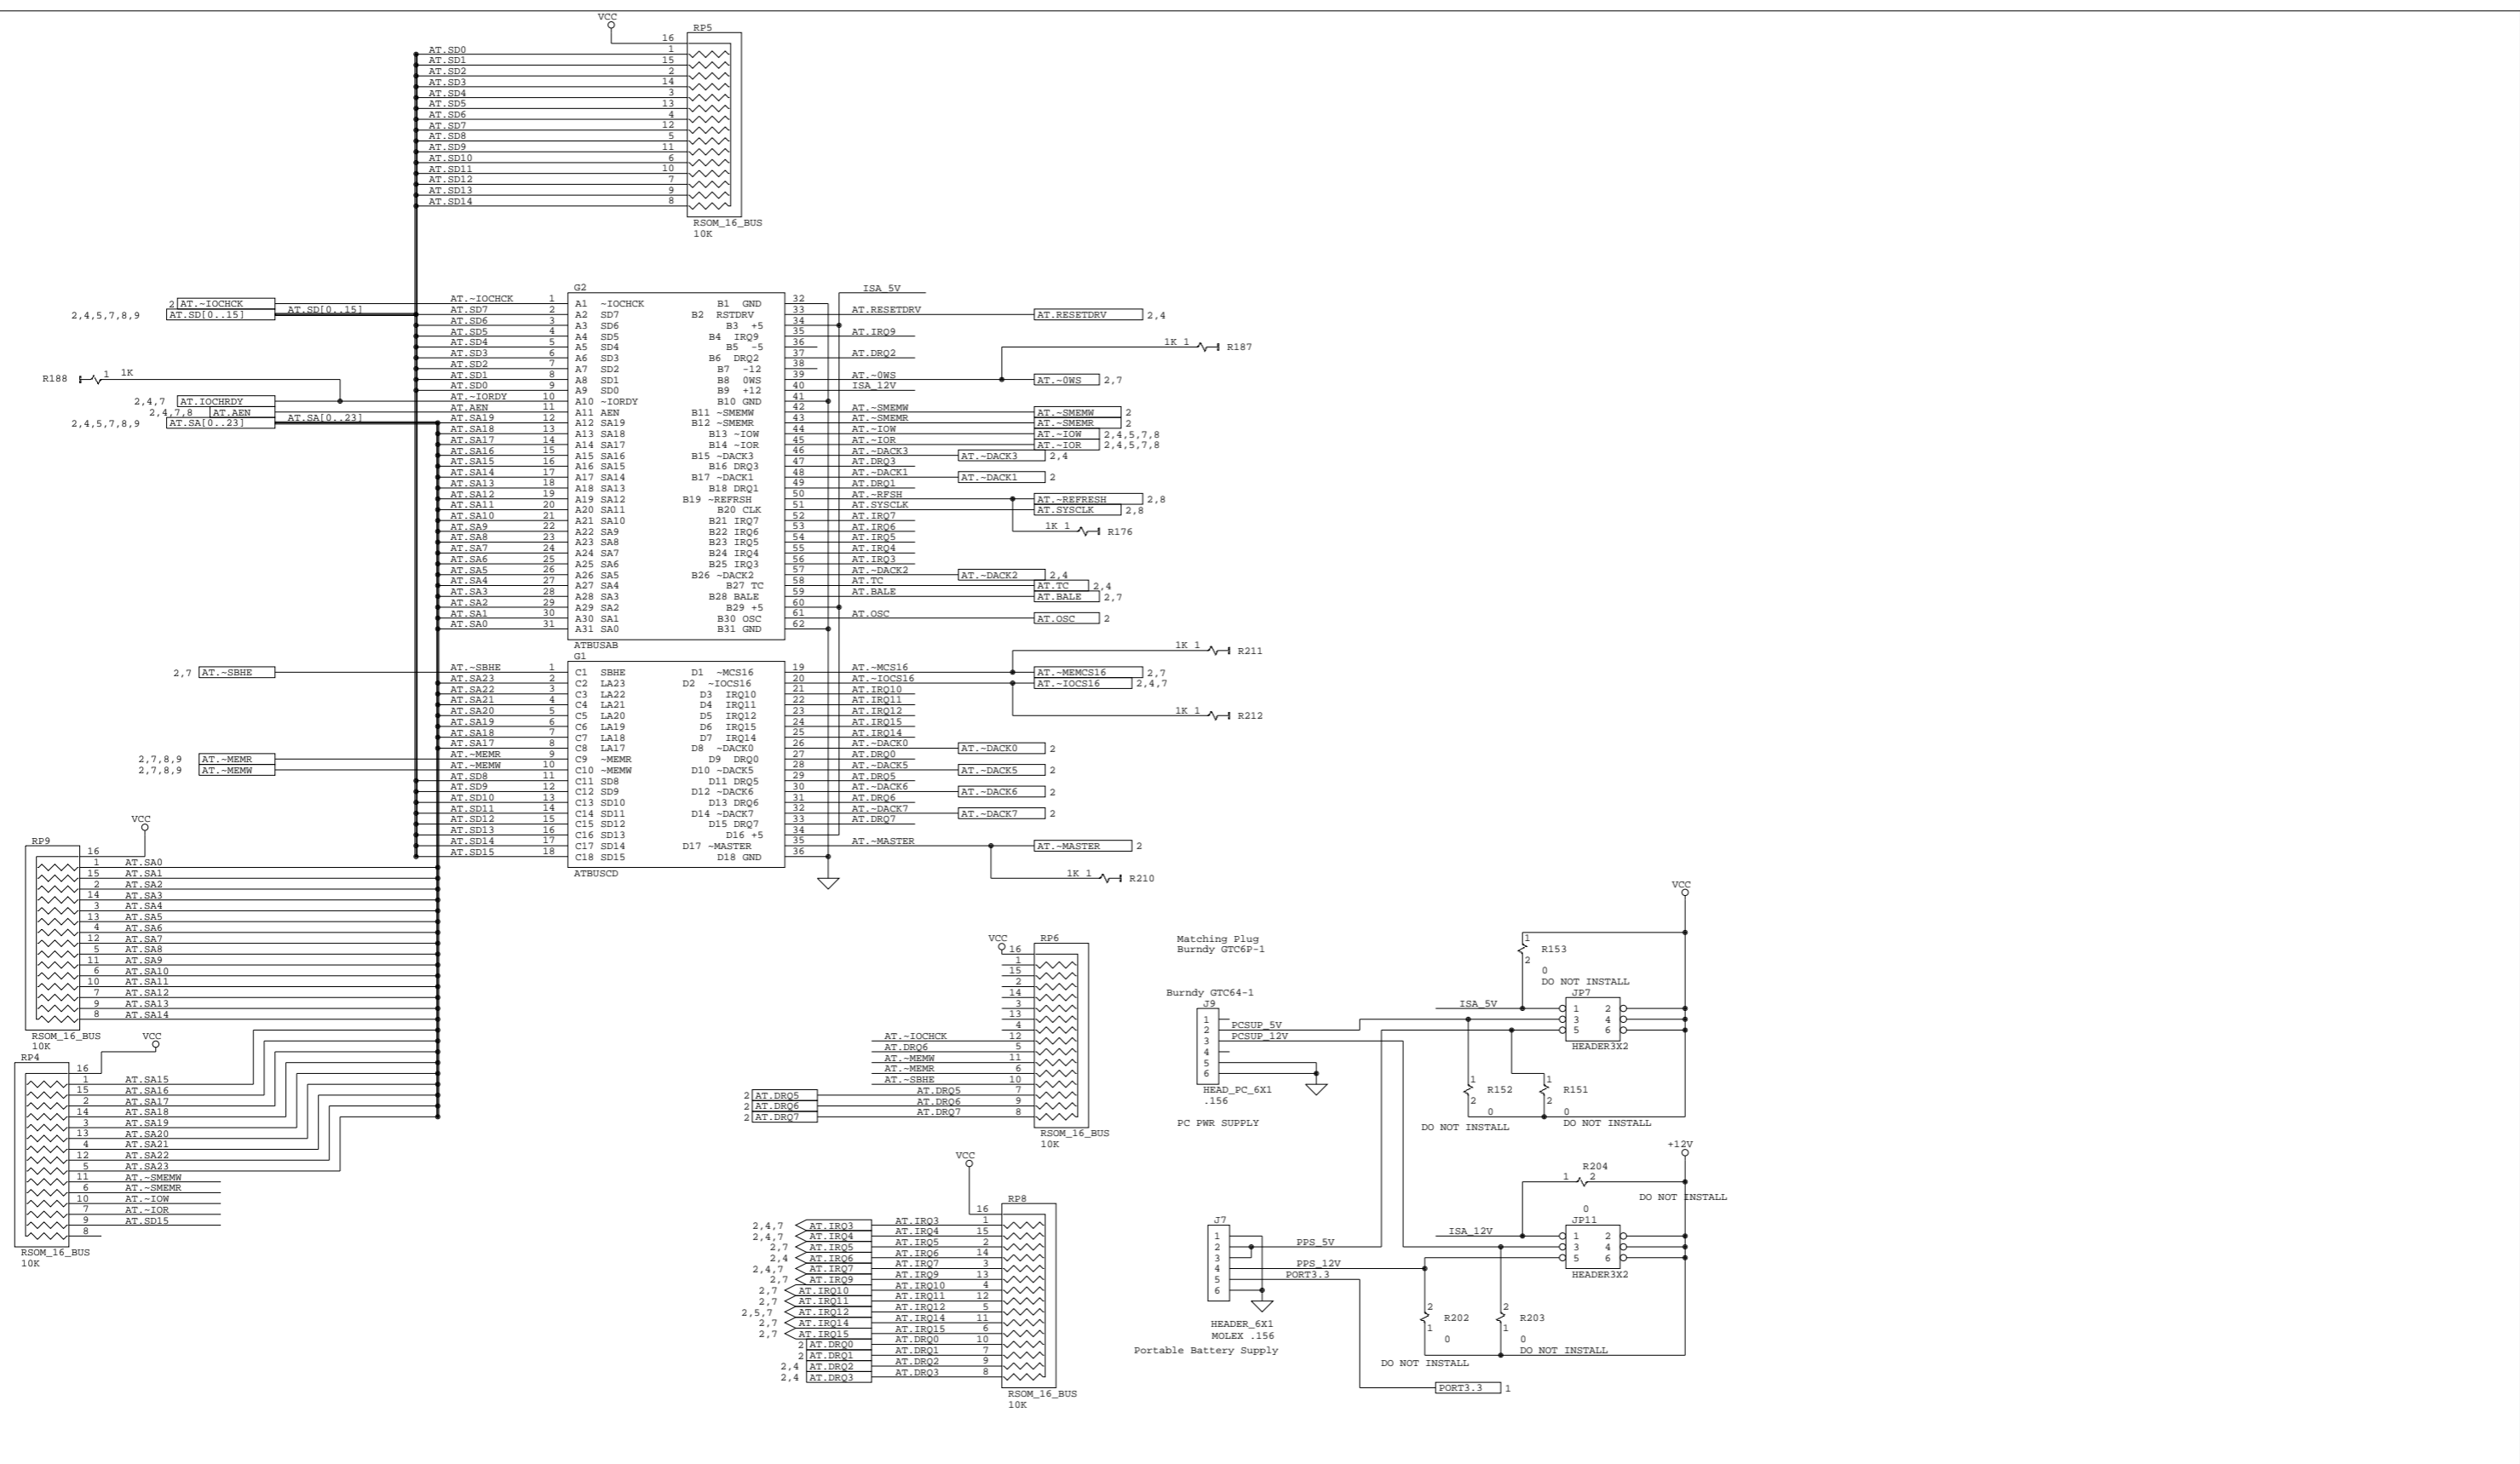 VCC
RP5
16
AT.SD0 1
AT.SD1 15
AT.SD2 2
AT.SD3 14
AT.SD4 3
AT.SD5 13
AT.SD6 4
AT.SD7 12
AT.SD8 5
AT.SD9 11
AT.SD10 6
AT.SD11 10
AT.SD12 7
AT.SD13 9
AT.SD14 8
RSOM_16_BUS
10K
G2
ISA_5V
2 AT.~IOCHCK AT.~IOCHCK 1 A1 ~IOCHCK B1 GND 32
2,4,5,7,8,9 AT.SD[0..15] AT.SD[0..15] AT.SD7 2 A2 SD7 B2 RSTDRV 33 AT.RESETDRV AT.RESETDRV 2,4
AT.SD6 3 A3 SD6 B3 +5 34
AT.SD5 4 A4 SD5 B4 IRQ9 35 AT.IRQ9
AT.SD4 5 A5 SD4 B5 -5 36
1K 1 R187
AT.SD3 6 A6 SD3 B6 DRQ2 37 AT.DRQ2
AT.SD2 7 A7 SD2 B7 -12 38
R188 1 1K AT.SD1 8 A8 SD1 B8 0WS 39 AT.~0WS AT.~0WS 2,7
AT.SD0 9 A9 SD0 B9 +12 40 ISA_12V
2,4,7 AT.IOCHRDY AT.~IORDY 10 A10 ~IORDY B10 GND 41
2,4,7,8 AT.AEN AT.AEN 11 A11 AEN B11 ~SMEMW 42 AT.~SMEMW AT.~SMEMW 2
2,4,5,7,8,9 AT.SA[0..23] AT.SA[0..23] AT.SA19 12 A12 SA19 B12 ~SMEMR 43 AT.~SMEMR AT.~SMEMR 2
AT.SA18 13 A13 SA18 B13 ~IOW 44 AT.~IOW AT.~IOW 2,4,5,7,8
AT.SA17 14 A14 SA17 B14 ~IOR 45 AT.~IOR AT.~IOR 2,4,5,7,8
AT.SA16 15 A15 SA16 B15 ~DACK3 46 AT.~DACK3 AT.~DACK3 2,4
AT.SA15 16 A16 SA15 B16 DRQ3 47 AT.DRQ3
AT.SA14 17 A17 SA14 B17 ~DACK1 48 AT.~DACK1 AT.~DACK1 2
AT.SA13 18 A18 SA13 B18 DRQ1 49 AT.DRQ1
AT.SA12 19 A19 SA12 B19 ~REFRSH 50 AT.~RFSH AT.~REFRESH 2,8
AT.SA11 20 A20 SA11 B20 CLK 51 AT.SYSCLK AT.SYSCLK 2,8
AT.SA10 21 A21 SA10 B21 IRQ7 52 AT.IRQ7
AT.SA9 22 A22 SA9 B22 IRQ6 53 AT.IRQ6 1K 1 R176
AT.SA8 23 A23 SA8 B23 IRQ5 54 AT.IRQ5
AT.SA7 24 A24 SA7 B24 IRQ4 55 AT.IRQ4
AT.SA6 25 A25 SA6 B25 IRQ3 56 AT.IRQ3
AT.SA5 26 A26 SA5 B26 ~DACK2 57 AT.~DACK2 AT.~DACK2 2,4
AT.SA4 27 A27 SA4 B27 TC 58 AT.TC AT.TC 2,4
AT.SA3 28 A28 SA3 B28 BALE 59 AT.BALE AT.BALE 2,7
AT.SA2 29 A29 SA2 B29 +5 60
AT.SA1 30 A30 SA1 B30 OSC 61 AT.OSC AT.OSC 2
AT.SA0 31 A31 SA0 B31 GND 62
ATBUSAB
G1
1K 1 R211
2,7 AT.~SBHE AT.~SBHE 1 C1 SBHE D1 ~MCS16 19 AT.~MCS16 AT.~MEMCS16 2,7
AT.SA23 2 C2 LA23 D2 ~IOCS16 20 AT.~IOCS16 AT.~IOCS16 2,4,7
AT.SA22 3 C3 LA22 D3 IRQ10 21 AT.IRQ10
AT.SA21 4 C4 LA21 D4 IRQ11 22 AT.IRQ11
AT.SA20 5 C5 LA20 D5 IRQ12 23 AT.IRQ12 1K 1 R212
AT.SA19 6 C6 LA19 D6 IRQ15 24 AT.IRQ15
AT.SA18 7 C7 LA18 D7 IRQ14 25 AT.IRQ14
AT.SA17 8 C8 LA17 D8 ~DACK0 26 AT.~DACK0 AT.~DACK0 2
2,7,8,9 AT.~MEMR AT.~MEMR 9 C9 ~MEMR D9 DRQ0 27 AT.DRQ0
2,7,8,9 AT.~MEMW AT.~MEMW 10 C10 ~MEMW D10 ~DACK5 28 AT.~DACK5 AT.~DACK5 2
AT.SD8 11 C11 SD8 D11 DRQ5 29 AT.DRQ5
AT.SD9 12 C12 SD9 D12 ~DACK6 30 AT.~DACK6 AT.~DACK6 2
AT.SD10 13 C13 SD10 D13 DRQ6 31 AT.DRQ6
AT.SD11 14 C14 SD11 D14 ~DACK7 32 AT.~DACK7 AT.~DACK7 2
AT.SD12 15 C15 SD12 D15 DRQ7 33 AT.DRQ7
AT.SD13 16 C16 SD13 D16 +5 34
AT.SD14 17 C17 SD14 D17 ~MASTER 35 AT.~MASTER AT.~MASTER 2
AT.SD15 18 C18 SD15 D18 GND 36
ATBUSCD
1K 1 R210
VCC
RP9
16
1 AT.SA0
15 AT.SA1
2 AT.SA2
14 AT.SA3
3 AT.SA4
13 AT.SA5
4 AT.SA6
12 AT.SA7
5 AT.SA8
11 AT.SA9
6 AT.SA10
10 AT.SA11
7 AT.SA12
9 AT.SA13
8 AT.SA14
RSOM_16_BUS
10K
VCC
RP4
16
1 AT.SA15
15 AT.SA16
2 AT.SA17
14 AT.SA18
3 AT.SA19
13 AT.SA20
4 AT.SA21
12 AT.SA22
5 AT.SA23
11 AT.~SMEMW
6 AT.~SMEMR
10 AT.~IOW
7 AT.~IOR
9 AT.SD15
8
RSOM_16_BUS
10K
VCC
RP6
16
1
15
2
14
3
13
4
AT.~IOCHCK 12
AT.DRQ6 5
AT.~MEMW 11
AT.~MEMR 6
AT.~SBHE 10
2 AT.DRQ5 AT.DRQ5 7
2 AT.DRQ6 AT.DRQ6 9
2 AT.DRQ7 AT.DRQ7 8
RSOM_16_BUS
10K
VCC
RP8
16
2,4,7 AT.IRQ3 AT.IRQ3 1
2,4,7 AT.IRQ4 AT.IRQ4 15
2,7 AT.IRQ5 AT.IRQ5 2
2,4 AT.IRQ6 AT.IRQ6 14
2,4,7 AT.IRQ7 AT.IRQ7 3
2,7 AT.IRQ9 AT.IRQ9 13
2,7 AT.IRQ10 AT.IRQ10 4
2,7 AT.IRQ11 AT.IRQ11 12
2,5,7 AT.IRQ12 AT.IRQ12 5
2,7 AT.IRQ14 AT.IRQ14 11
2,7 AT.IRQ15 AT.IRQ15 6
2 AT.DRQ0 AT.DRQ0 10
2 AT.DRQ1 AT.DRQ1 7
2,4 AT.DRQ2 AT.DRQ2 9
2,4 AT.DRQ3 AT.DRQ3 8
RSOM_16_BUS
10K
Matching Plug
Burndy GTC6P-1
Burndy GTC64-1
J9
1
2 PCSUP_5V
3 PCSUP_12V
4
5
6
HEAD_PC_6X1
.156
PC PWR SUPPLY
VCC
1
R153
2
0
DO NOT INSTALL
JP7
ISA_5V 1 2
3 4
5 6
HEADER3X2
1 1
R152 R151
2 2
0 0
DO NOT INSTALL DO NOT INSTALL
+12V
R204
1 2
DO NOT INSTALL
0
JP11
ISA_12V 1 2
3 4
5 6
HEADER3X2
J7
1
2 PPS_5V
3
4 PPS_12V
5 PORT3.3
6
HEADER_6X1
MOLEX .156
Portable Battery Supply
2 2
R202 R203
1 1
0 0
DO NOT INSTALL DO NOT INSTALL
PORT3.3 1